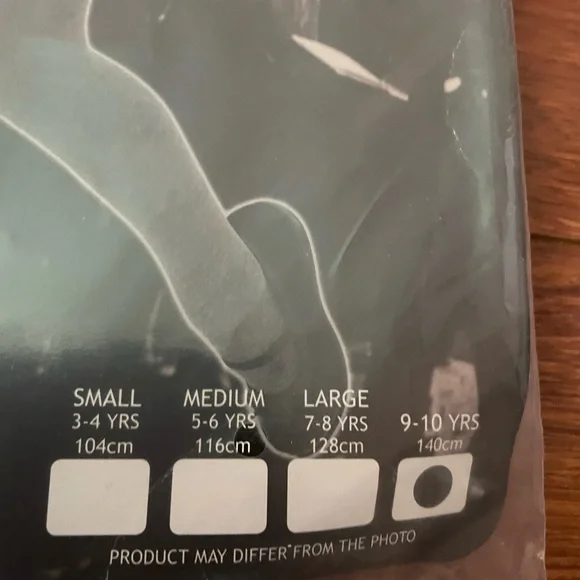 SMALL MEDIUM LARGE
3-4 YRS 5-6 YRS 7-8 YRS 9-10 YRS
104cm 116cm 128cm 140cm
PRODUCT MAY DIFFER FROM THE PHOTO